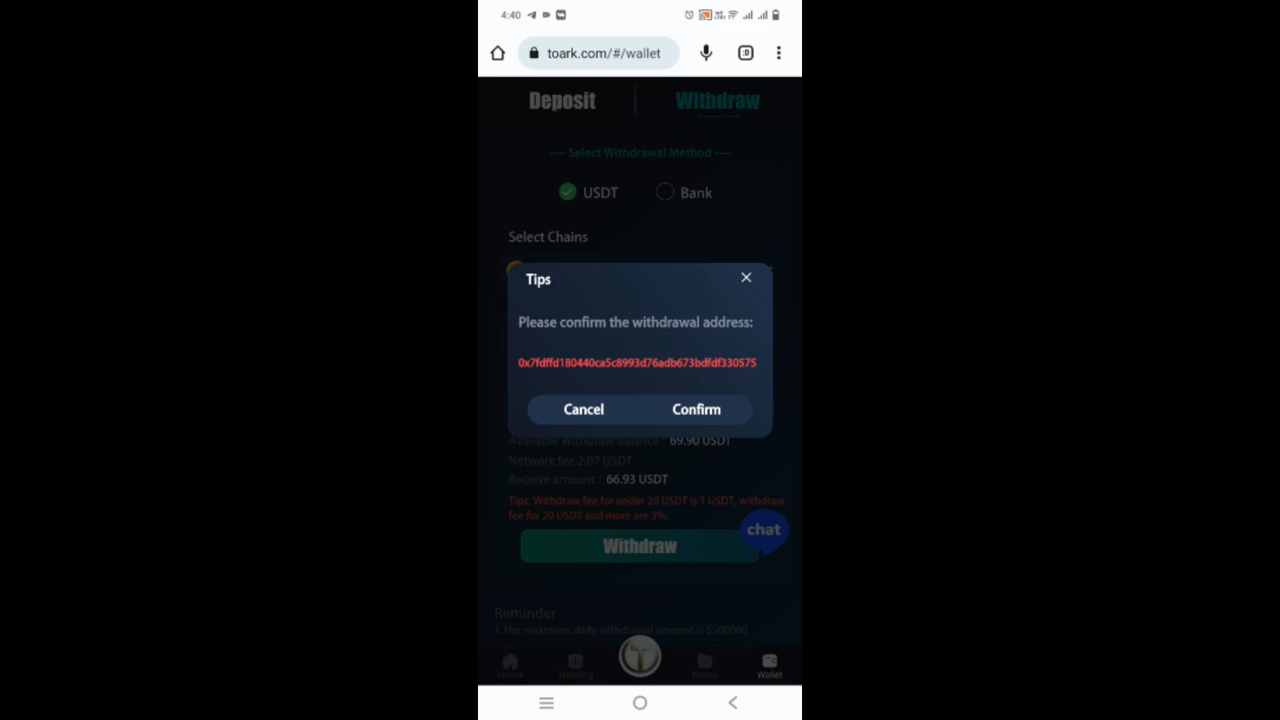 4:40
toark.com/#/wallet
:D
Deposit
Withdraw
---- Select Withdrawal Method ----
USDT
Bank
Select Chains
Tips
Please confirm the withdrawal address:
0x7fdffd180440ca5c8993d76adb673bdfdf330575
Cancel
Confirm
Available Withdraw balance : 69.90 USDT
Network fee 2.07 USDT
Receive amount : 66.93 USDT
Tips: Withdraw fee for under 20 USDT is 1 USDT, withdraw
fee for 20 USDT and more are 3%.
chat
Withdraw
Reminder
1.The maximum daily withdrawal amount is $500000
Home
Trending
Wallet